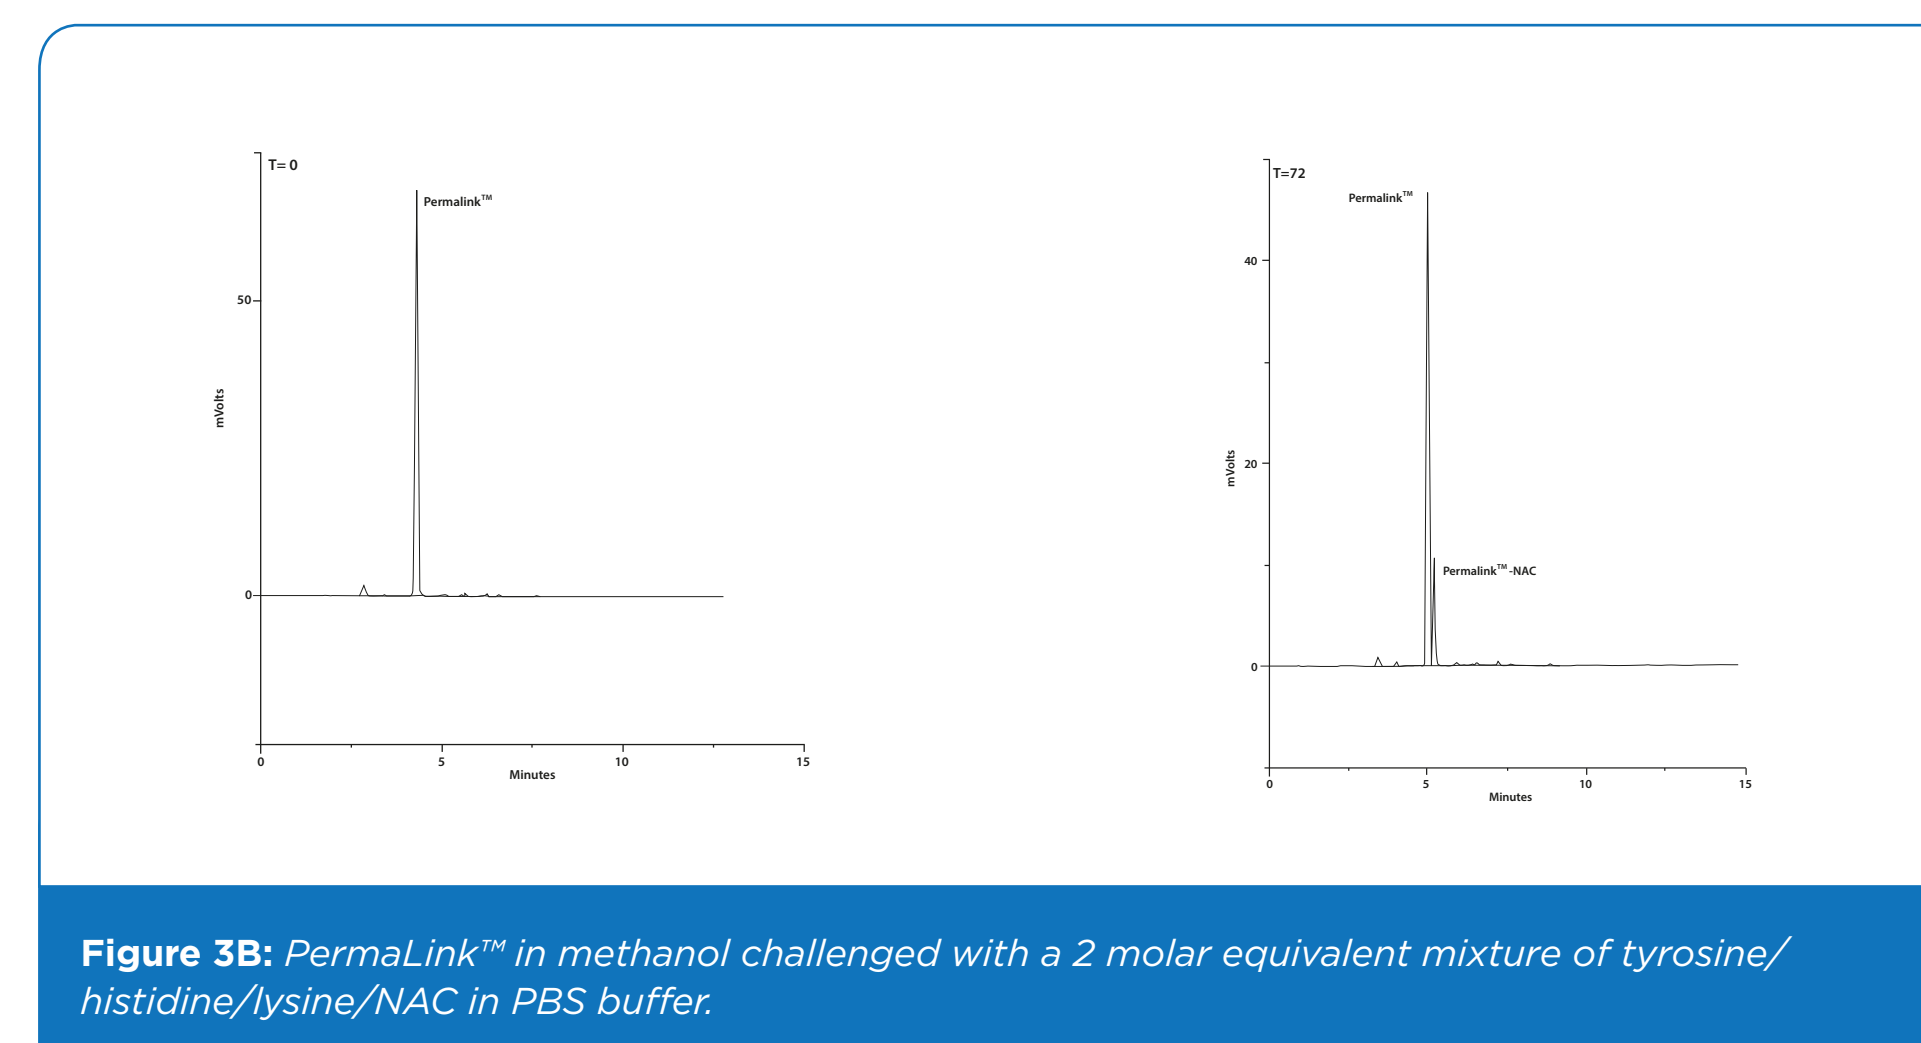 T= 0
Permalink™
50
mVolts
0
0
5
10
15
Minutes
T=72
Permalink™
40
mVolts
20
Permalink™-NAC
0
0
5
10
15
Minutes
Figure 3B: PermaLink™ in methanol challenged with a 2 molar equivalent mixture of tyrosine/
histidine/lysine/NAC in PBS buffer.